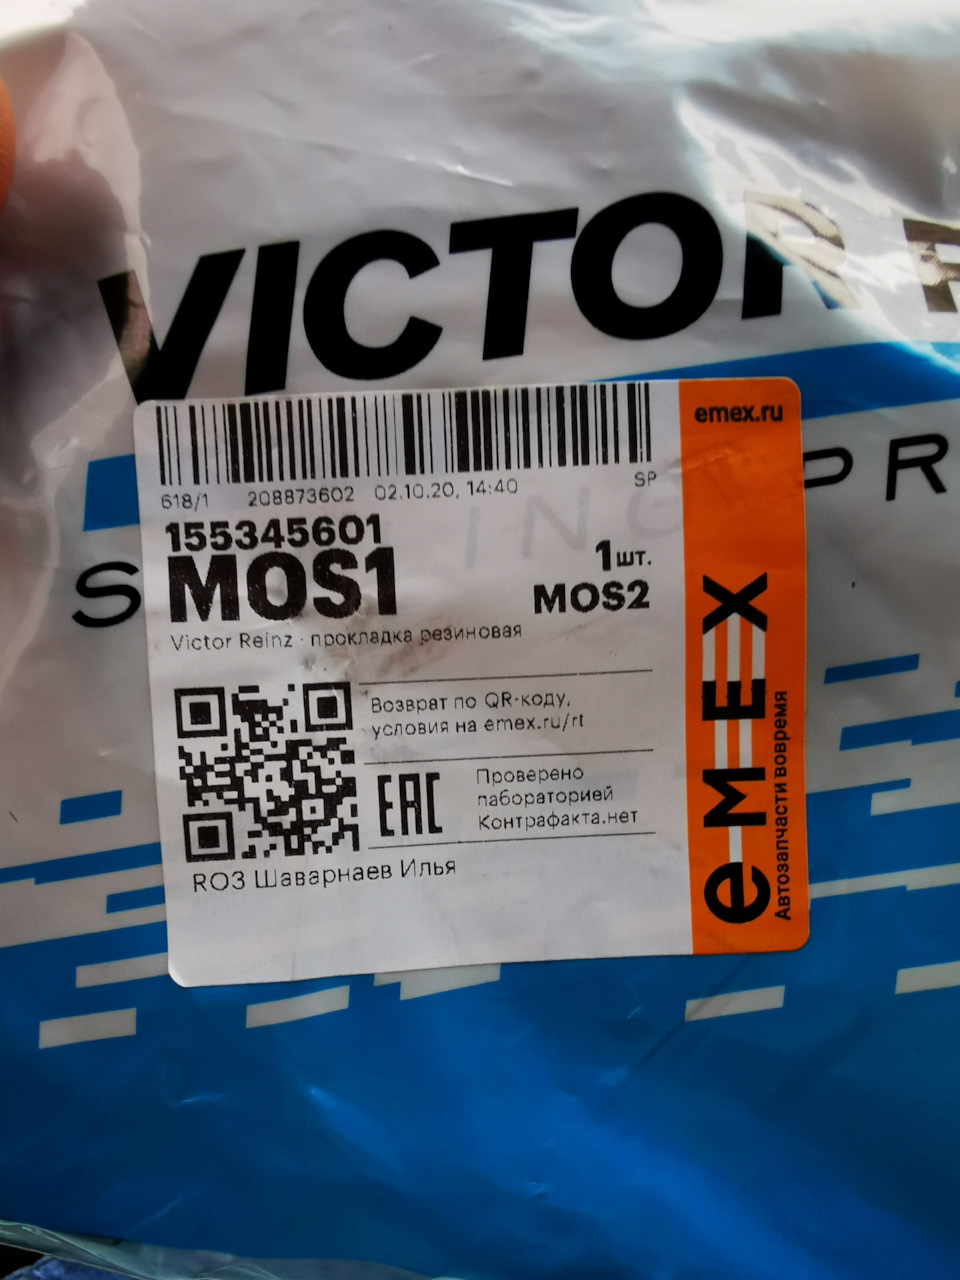 VICTOR R
emex.ru
618/1 208873602 02.10.20, 14:40 SP
155345601
MOS1
1шт.
MOS2
Victor Reinz · прокладка резиновая
Возврат по QR-коду,
условия на emex.ru/rt
EAC
Проверено
лабораторией
Контрафакта.нет
RO3 Шаварнаев Илья
e-MEX
Автозапчасти вовремя
S ING PR